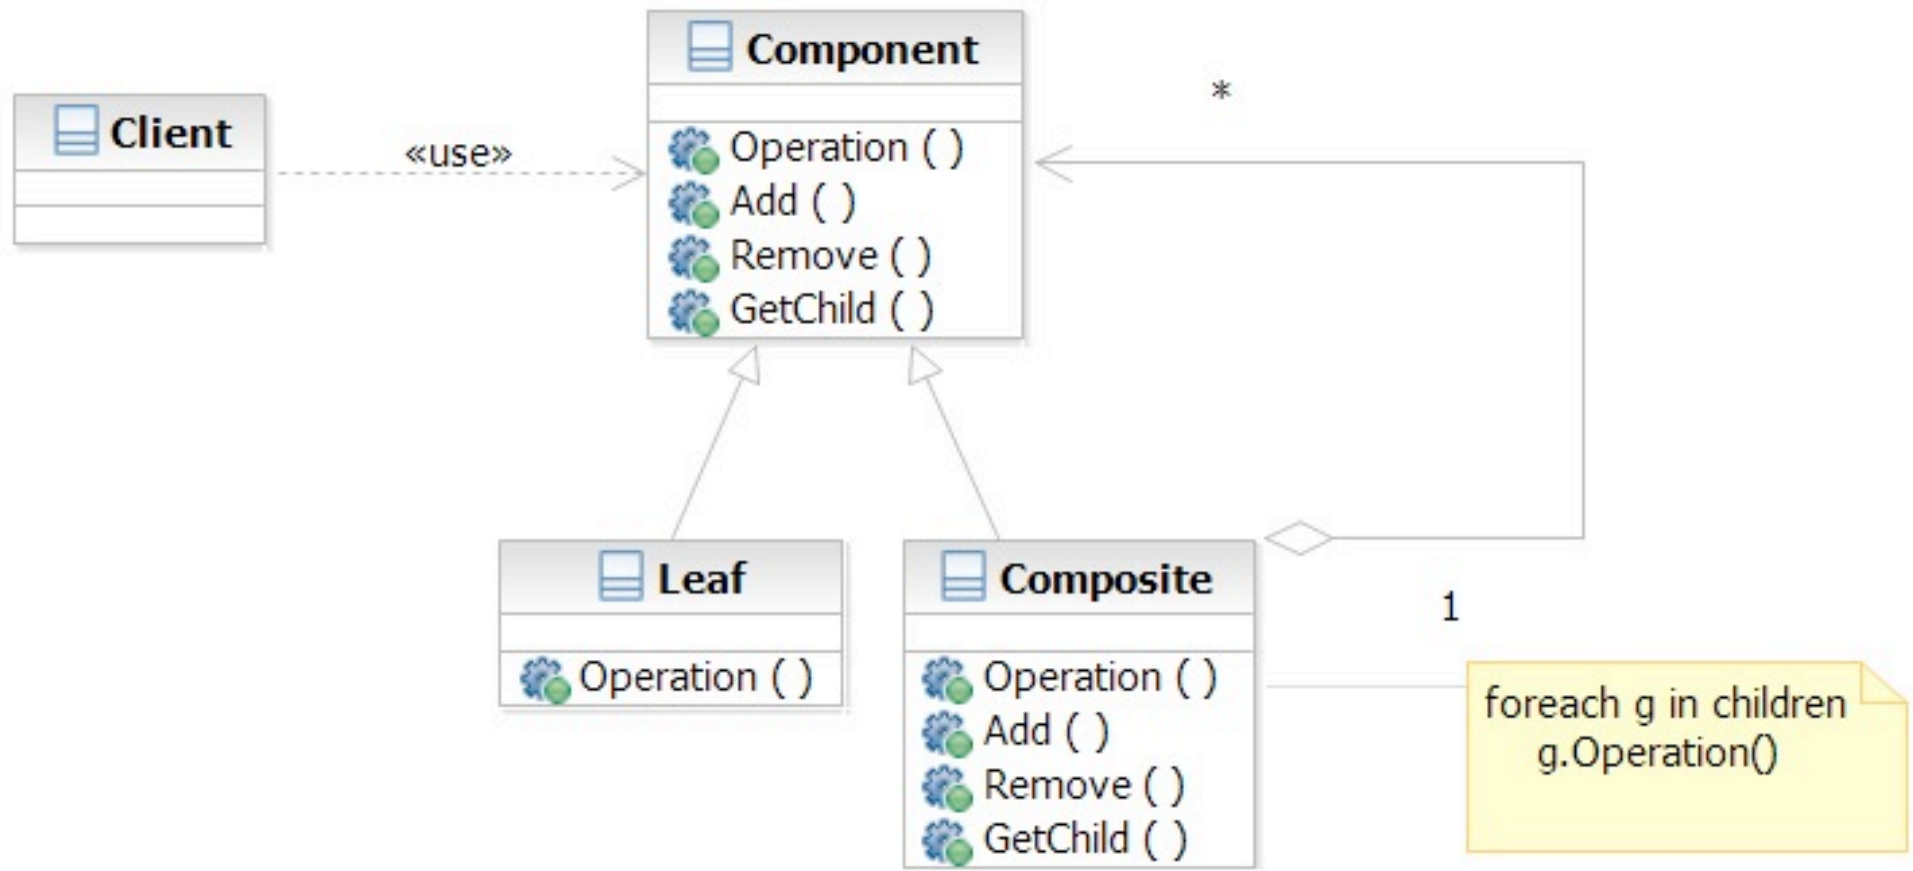 Component
Operation ( )
Add ( )
Remove ( )
GetChild ( )
Client
«use»
*
Leaf
Operation ( )
Composite
Operation ( )
Add ( )
Remove ( )
GetChild ( )
1
foreach g in children
g.Operation()